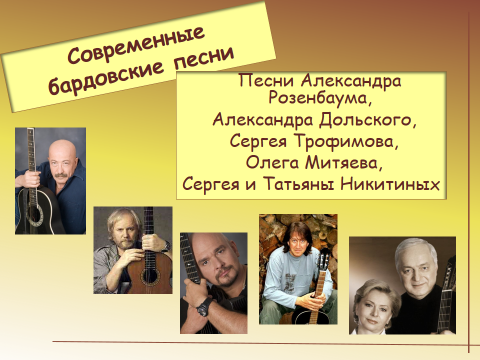 Современные
бардовские песни
Песни Александра
Розенбаума,
Александра Дольского,
Сергея Трофимова,
Олега Митяева,
Сергея и Татьяны Никитиных